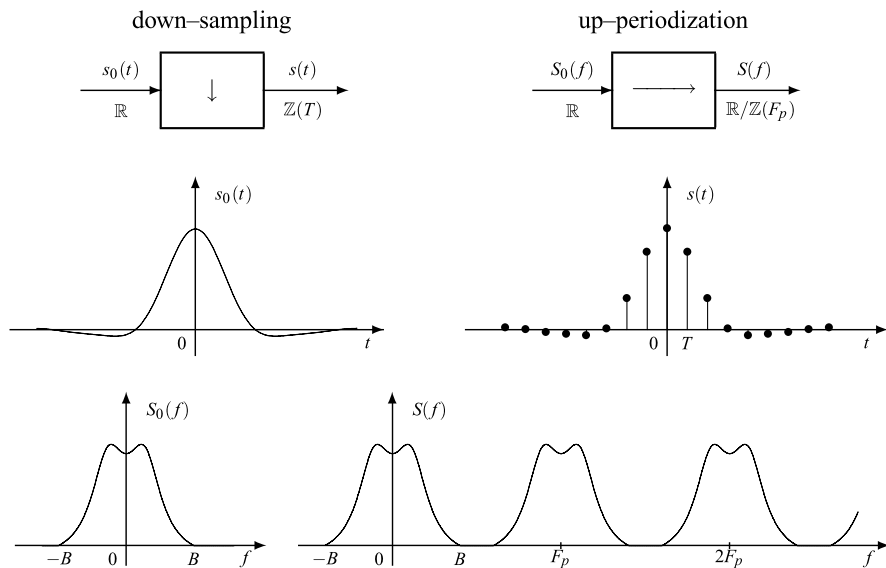 down–sampling
up–periodization
s₀(t)
s(t)
↓
ℝ
ℤ(T)
S₀(f)
S(f)
⟶
ℝ
ℝ/ℤ(Fₚ)
s₀(t)
0
t
s(t)
0
T
t
S₀(f)
−B
0
B
f
S(f)
−B
0
B
Fₚ
2Fₚ
f